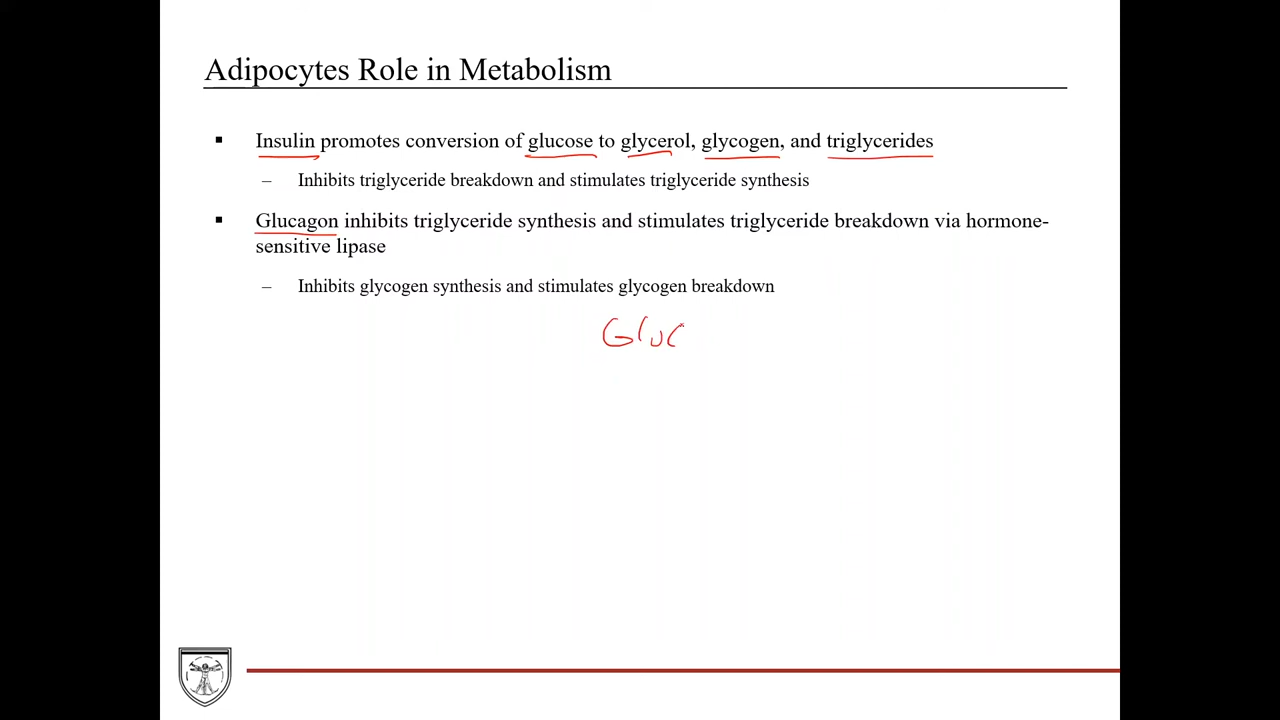 Adipocytes Role in Metabolism
▪ Insulin promotes conversion of glucose to glycerol, glycogen, and triglycerides
– Inhibits triglyceride breakdown and stimulates triglyceride synthesis
▪ Glucagon inhibits triglyceride synthesis and stimulates triglyceride breakdown via hormone-
sensitive lipase
– Inhibits glycogen synthesis and stimulates glycogen breakdown
Gluc